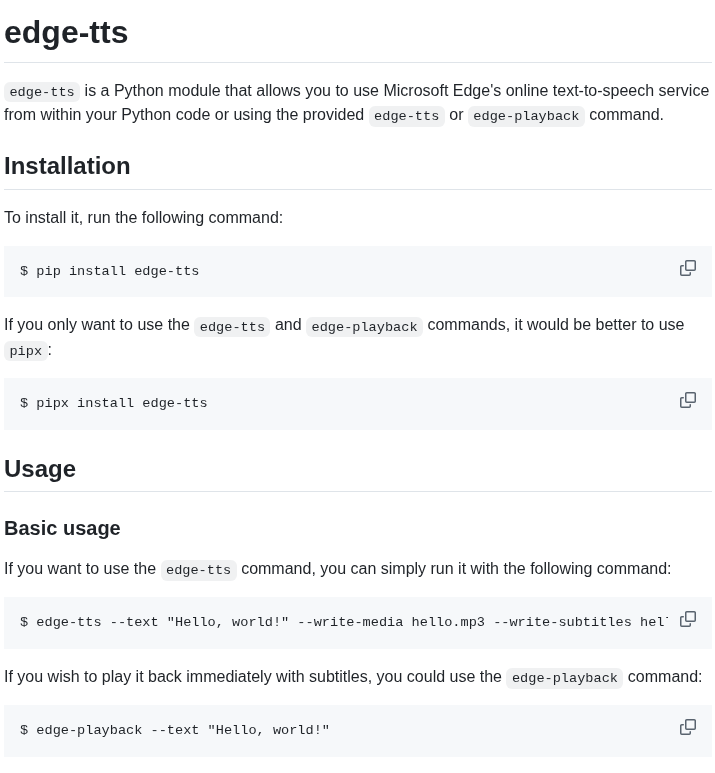 edge-tts
edge-tts is a Python module that allows you to use Microsoft Edge's online text-to-speech service
from within your Python code or using the provided edge-tts or edge-playback command.
Installation
To install it, run the following command:
$ pip install edge-tts
If you only want to use the edge-tts and edge-playback commands, it would be better to use
pipx:
$ pipx install edge-tts
Usage
Basic usage
If you want to use the edge-tts command, you can simply run it with the following command:
$ edge-tts --text "Hello, world!" --write-media hello.mp3 --write-subtitles
If you wish to play it back immediately with subtitles, you could use the edge-playback command:
$ edge-playback --text "Hello, world!"